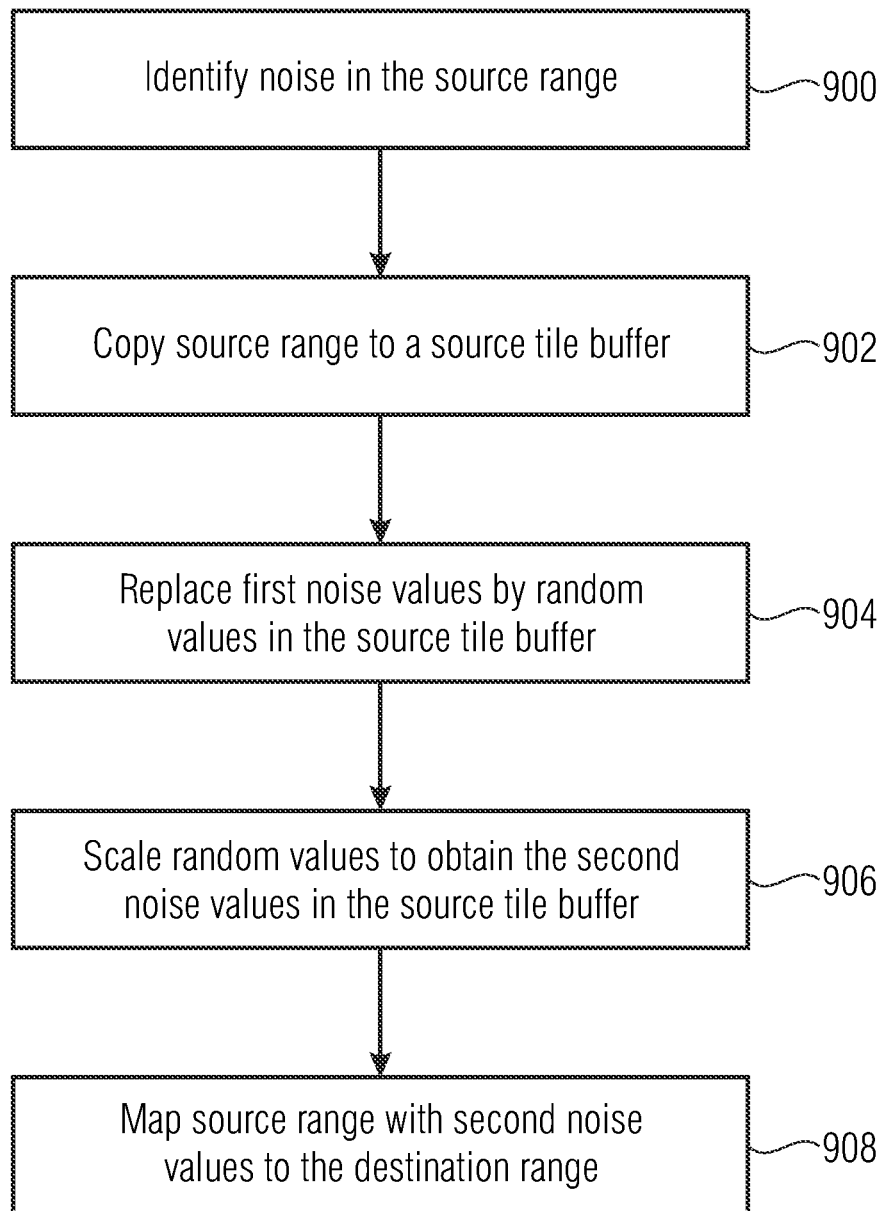 Identify noise in the source range
900
Copy source range to a source tile buffer
902
Replace first noise values by random
values in the source tile buffer
904
Scale random values to obtain the second
noise values in the source tile buffer
906
Map source range with second noise
values to the destination range
908